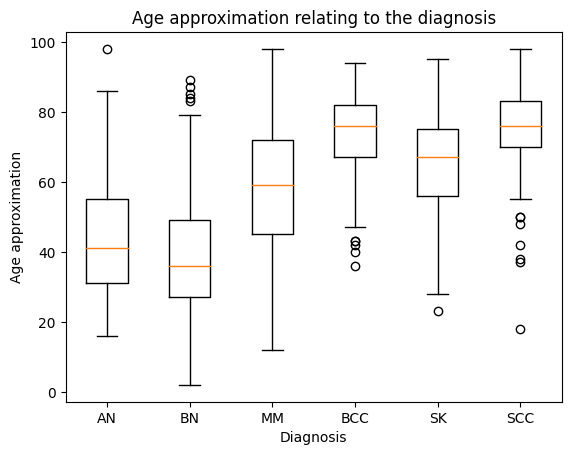 Age approximation relating to the diagnosis
100
80
60
40
20
0
Age approximation
AN BN MM BCC SK SCC
Diagnosis